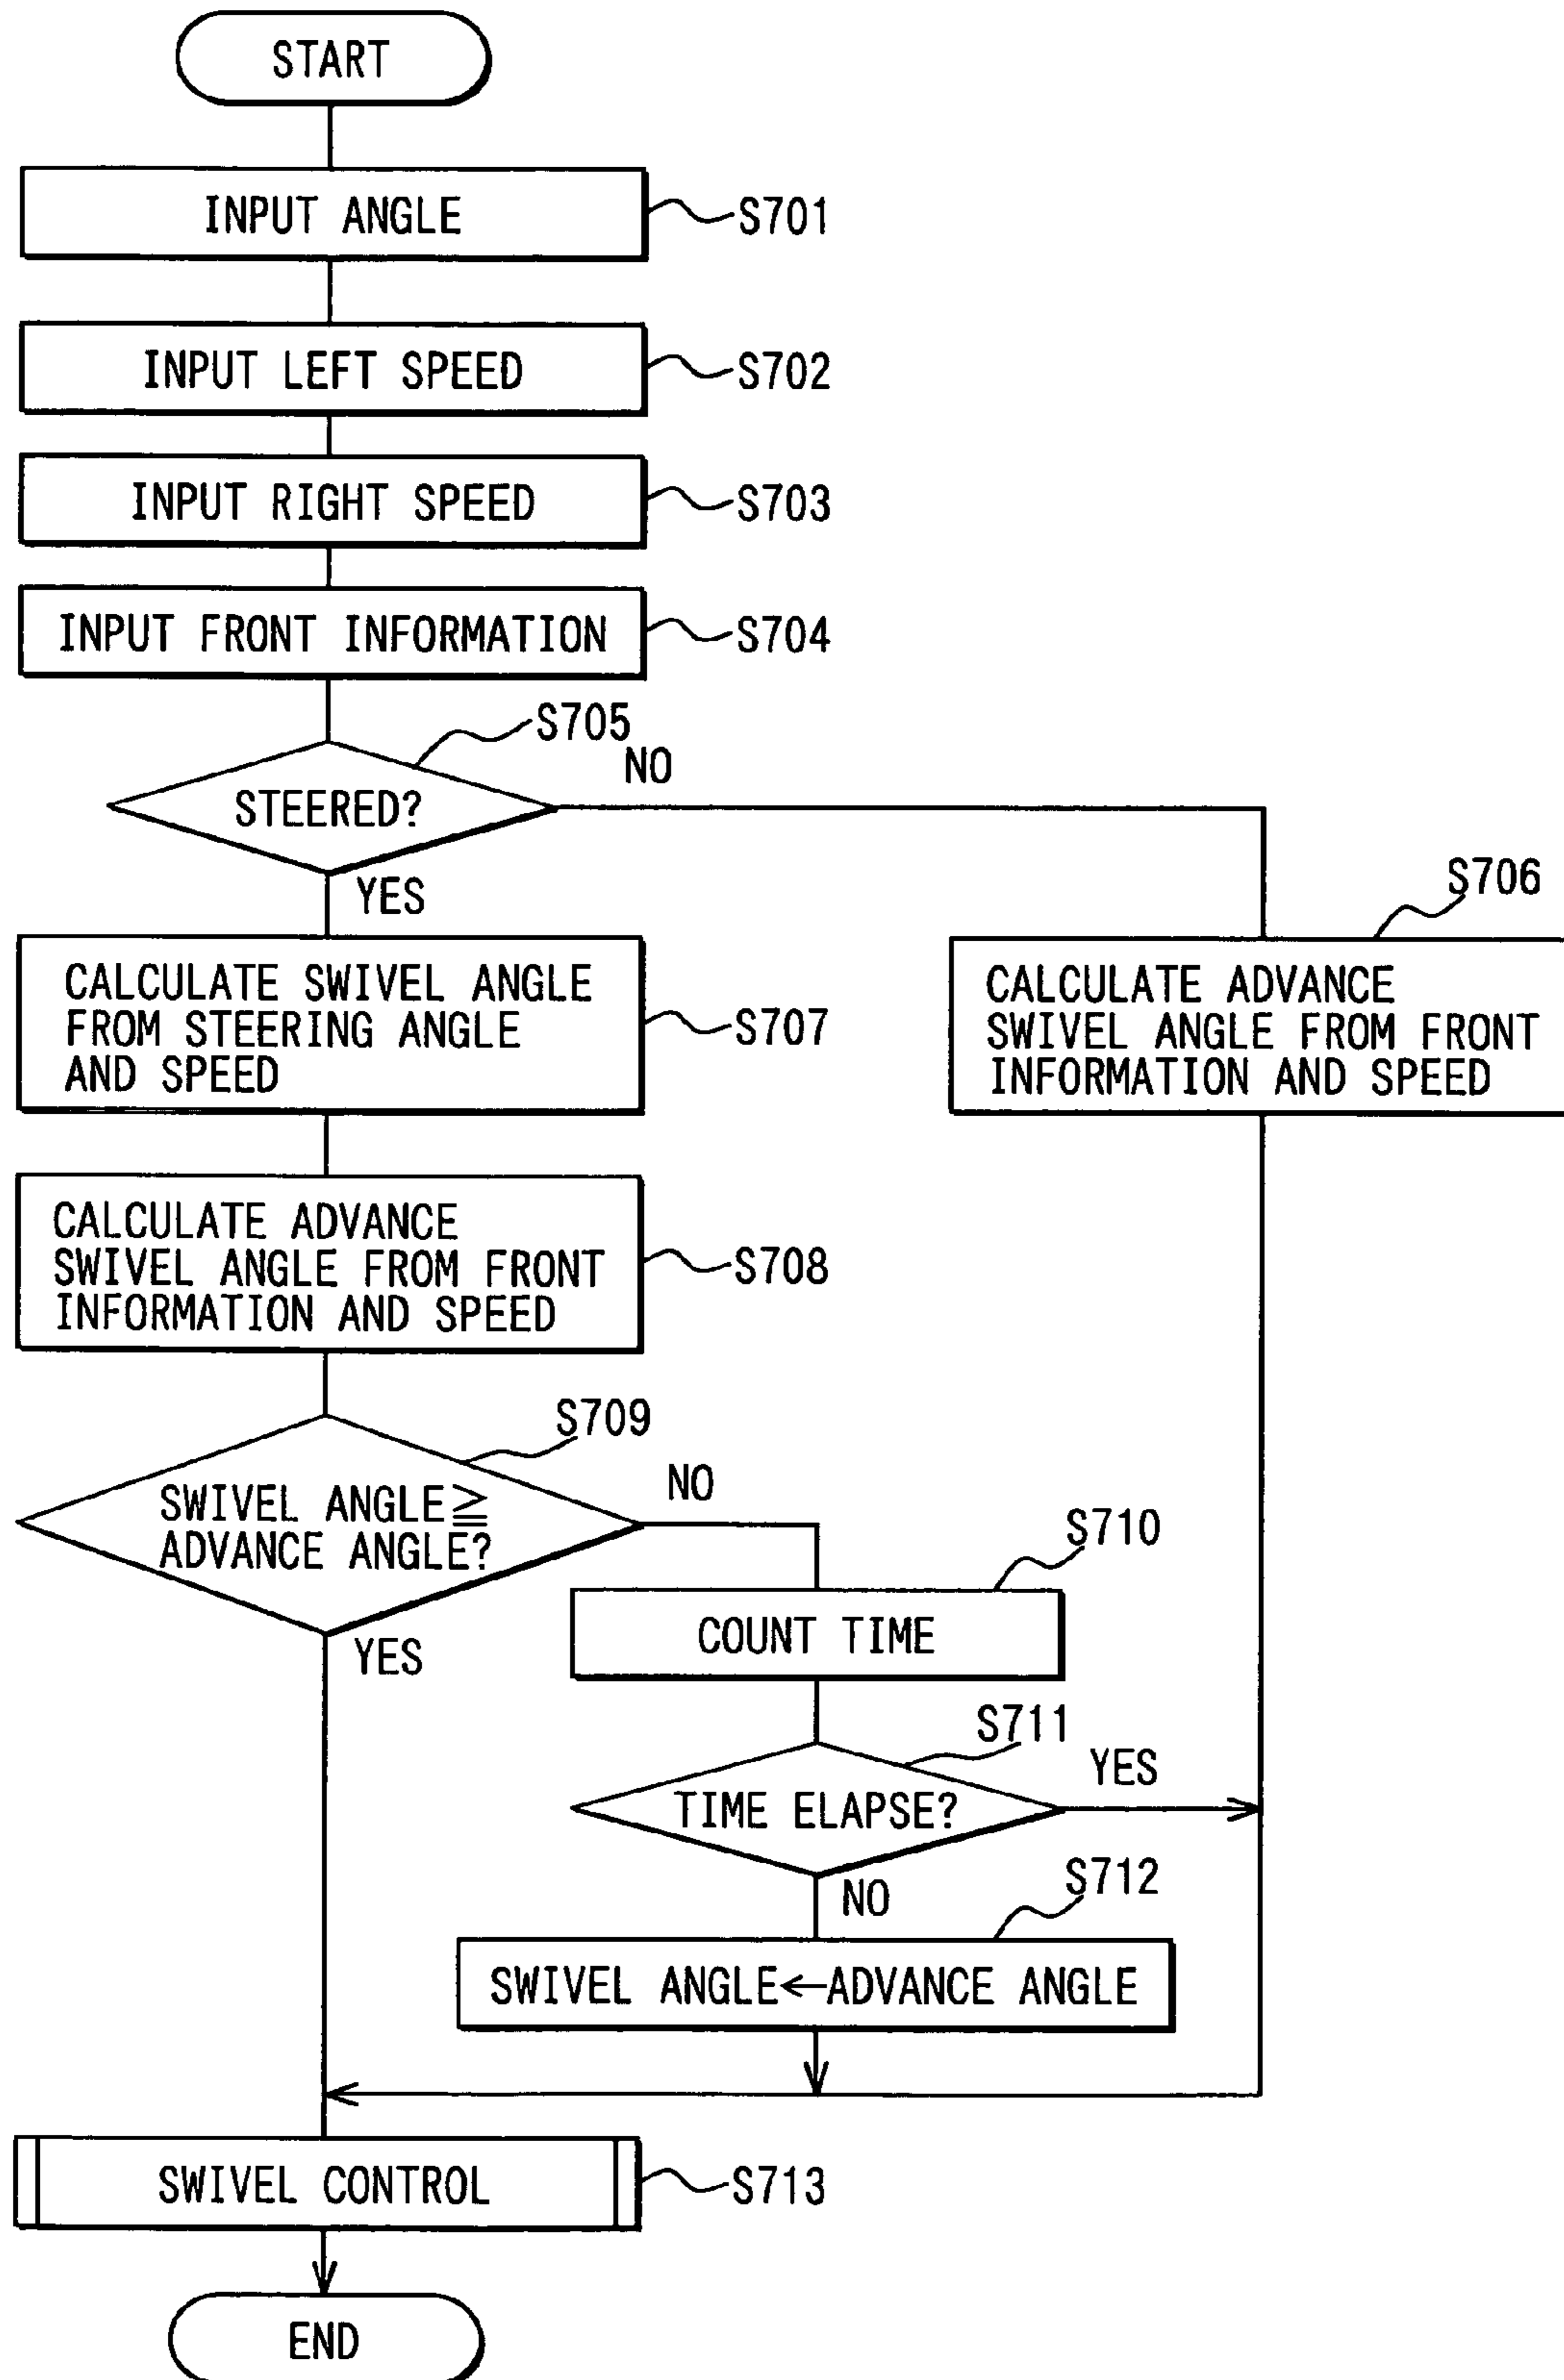 START
INPUT ANGLE
S701
INPUT LEFT SPEED
S702
INPUT RIGHT SPEED
S703
INPUT FRONT INFORMATION
S704
S705
STEERED?
NO
YES
S706
CALCULATE ADVANCE
SWIVEL ANGLE FROM FRONT
INFORMATION AND SPEED
CALCULATE SWIVEL ANGLE
FROM STEERING ANGLE
AND SPEED
S707
CALCULATE ADVANCE
SWIVEL ANGLE FROM FRONT
INFORMATION AND SPEED
S708
S709
SWIVEL ANGLE≧
ADVANCE ANGLE?
NO
YES
S710
COUNT TIME
S711
TIME ELAPSE?
YES
NO
S712
SWIVEL ANGLE←ADVANCE ANGLE
SWIVEL CONTROL
S713
END